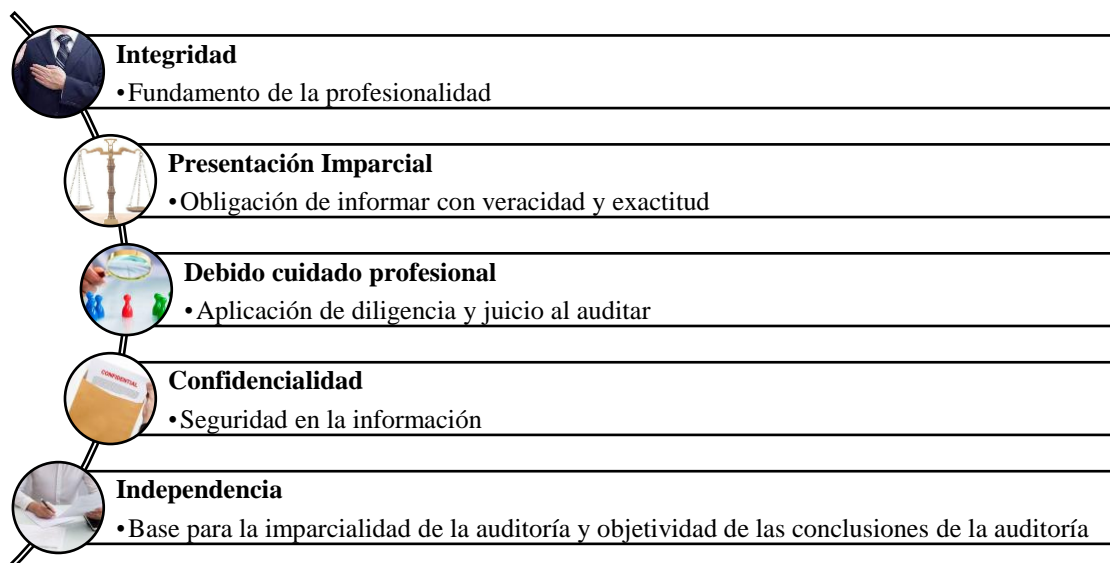 Integridad
•Fundamento de la profesionalidad
Presentación Imparcial
•Obligación de informar con veracidad y exactitud
Debido cuidado profesional
•Aplicación de diligencia y juicio al auditar
CONFIDENTIAL
Confidencialidad
•Seguridad en la información
Independencia
•Base para la imparcialidad de la auditoría y objetividad de las conclusiones de la auditoría